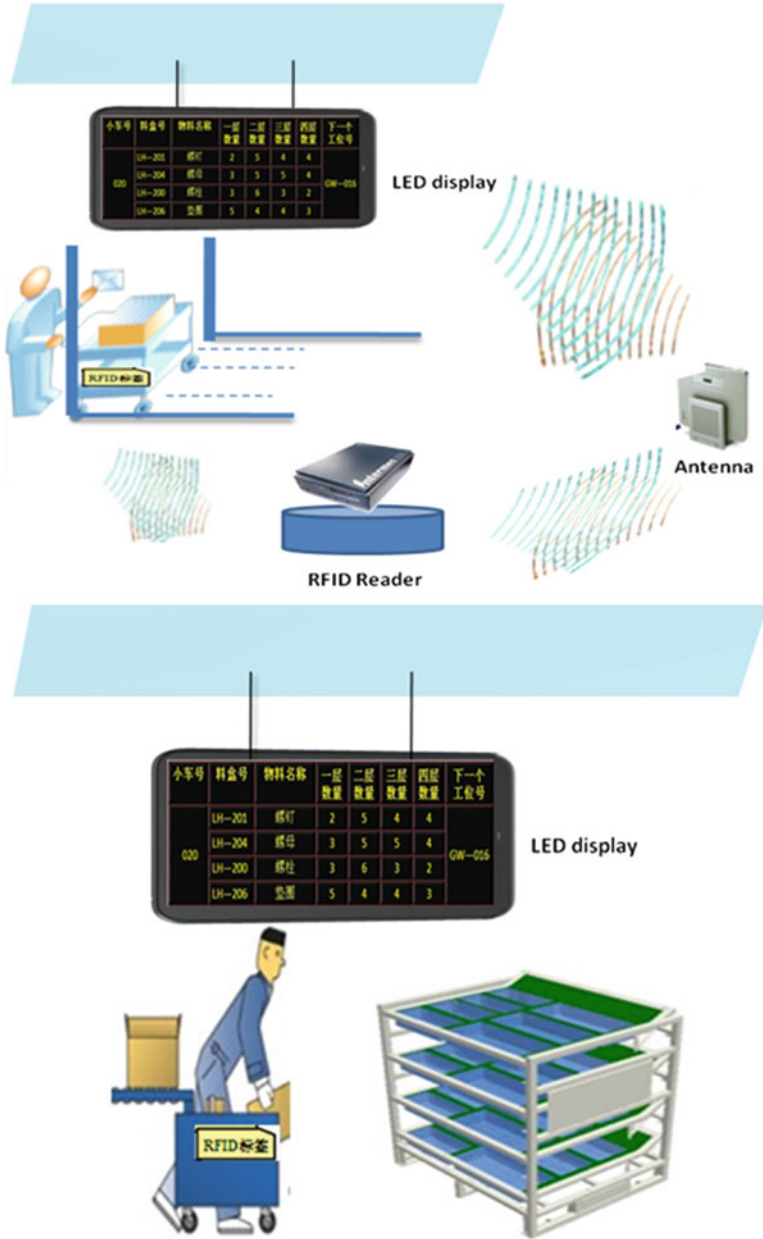 小车号 料盒号 物料名称 一层数量 二层数量 三层数量 四层数量 下一个工位号
020 LH-201 螺钉 2 5 4 4 GW-016
LH-204 螺母 3 5 5 4
LH-200 螺栓 3 6 3 2
LH-206 垫圈 5 4 4 3
LED display
RFID标签
Antenna
RFID Reader
小车号 料盒号 物料名称 一层数量 二层数量 三层数量 四层数量 下一个工位号
020 LH-201 螺钉 2 5 4 4 GW-016
LH-204 螺母 3 5 5 4
LH-200 螺栓 3 6 3 2
LH-206 垫圈 5 4 4 3
LED display
RFID标签